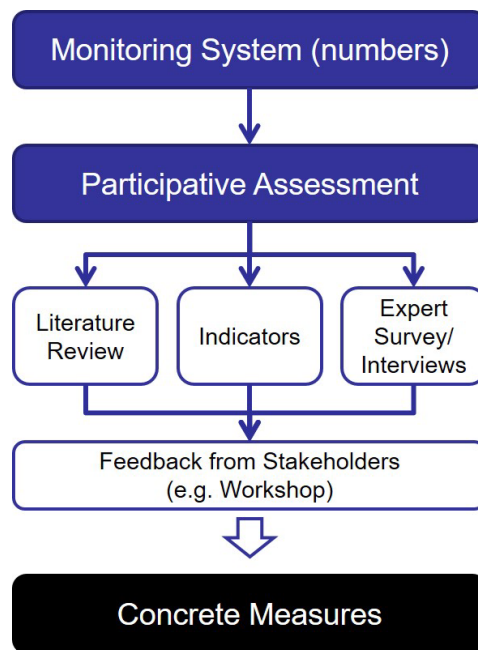 Monitoring System (numbers)
Participative Assessment
Literature
Review
Indicators
Expert
Survey/
Interviews
Feedback from Stakeholders
(e.g. Workshop)
Concrete Measures